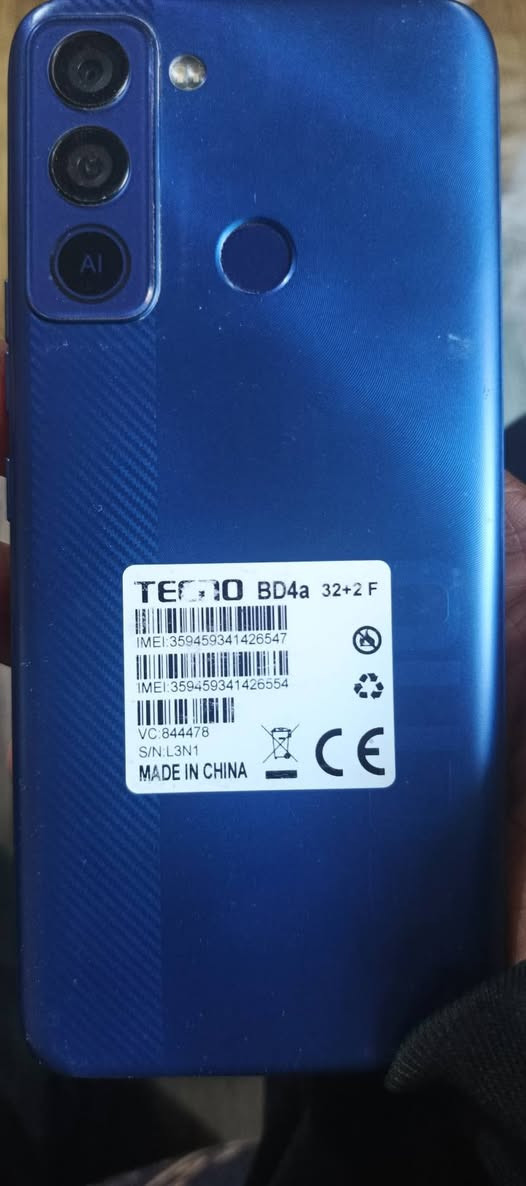 AI
TECNO BD4a 32+2 F
IMEI:359459341426547
IMEI:359459341426554
VC:844478
S/N:L3N1
MADE IN CHINA
CE